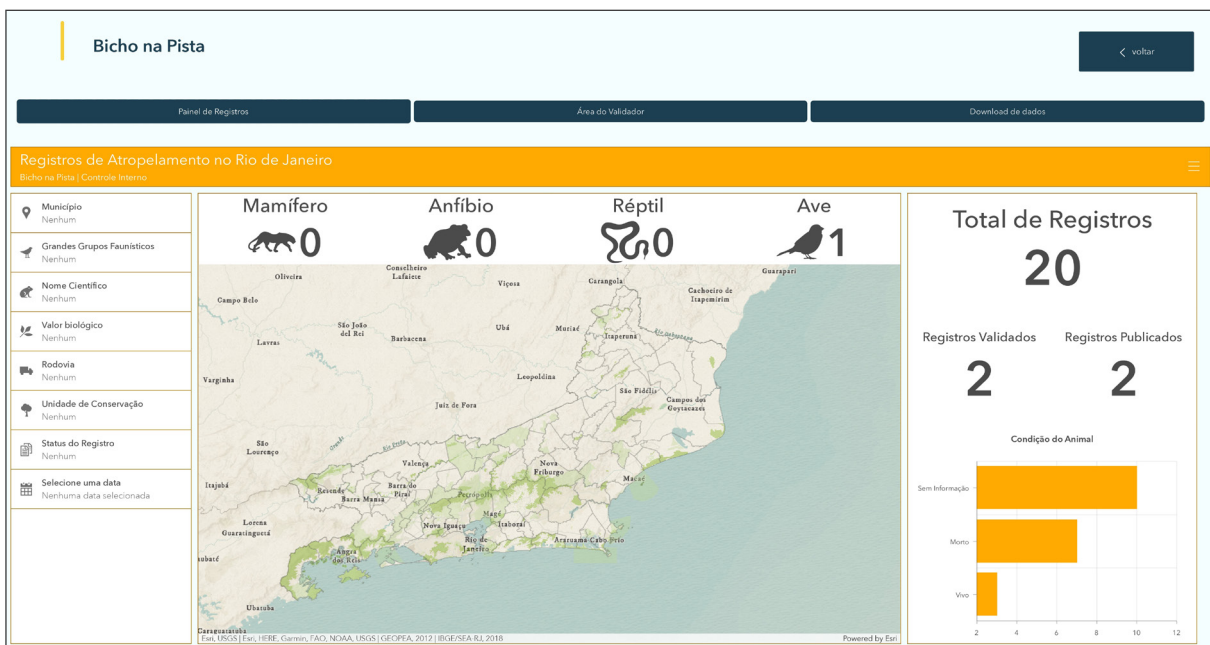 Bicho na Pista
voltar
Painel de Registros
Área do Validador
Download de dados
Registros de Atropelamento no Rio de Janeiro
Bicho na Pista | Controle Interno
Município
Nenhum
Grandes Grupos Faunísticos
Nenhum
Nome Científico
Nenhum
Valor biológico
Nenhum
Rodovia
Nenhum
Unidade de Conservação
Nenhum
Status do Registro
Nenhum
Selecione uma data
Nenhuma data selecionada
Mamífero
0
Anfíbio
0
Réptil
0
Ave
1
Oliveira
Conselheiro
Lafaiete
Viçosa
Carangola
Guarapari
Campo Belo
Cachoeiro de
Itapemirim
São João
del Rei
Barbacena
Ubá
Muriaé
Itaperuna
Lavras
Varginha
Leopoldina
São Fidélis
Juiz de Fora
Campos dos
Goytacazes
São
Lourenço
Rio Preto
Valença
Nova
Friburgo
Macaé
Itajubá
Resende
Barra do
Piraí
Barra Mansa
Petrópolis
Magé
Lorena
Guaratinguetá
Nova Iguaçu
Itaboraí
Rio de
Janeiro
Araruama
Cabo Frio
ubaté
Angra
dos Reis
Ubatuba
Caraguatatuba
Esri, USGS | Esri, HERE, Garmin, FAO, NOAA, USGS | GEOPEA, 2012 | IBGE/SEA-RJ, 2018
Powered by Esri
Total de Registros
20
Registros Validados
2
Registros Publicados
2
Condição do Animal
Sem Informação
Morto
Vivo
2 4 6 8 10 12